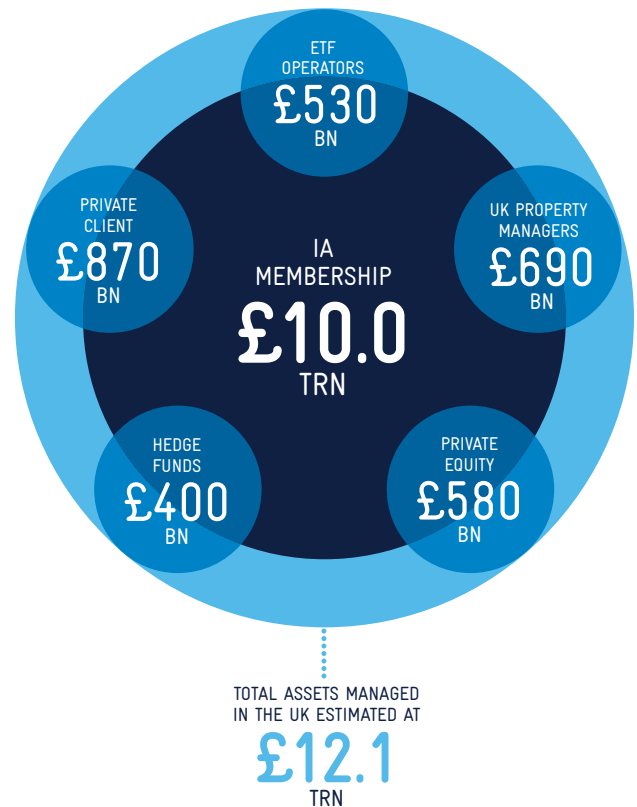 ETF
OPERATORS
£530
BN
PRIVATE
CLIENT
£870
BN
UK PROPERTY
MANAGERS
£690
BN
IA
MEMBERSHIP
£10.0
TRN
HEDGE
FUNDS
£400
BN
PRIVATE
EQUITY
£580
BN
TOTAL ASSETS MANAGED
IN THE UK ESTIMATED AT
£12.1
TRN